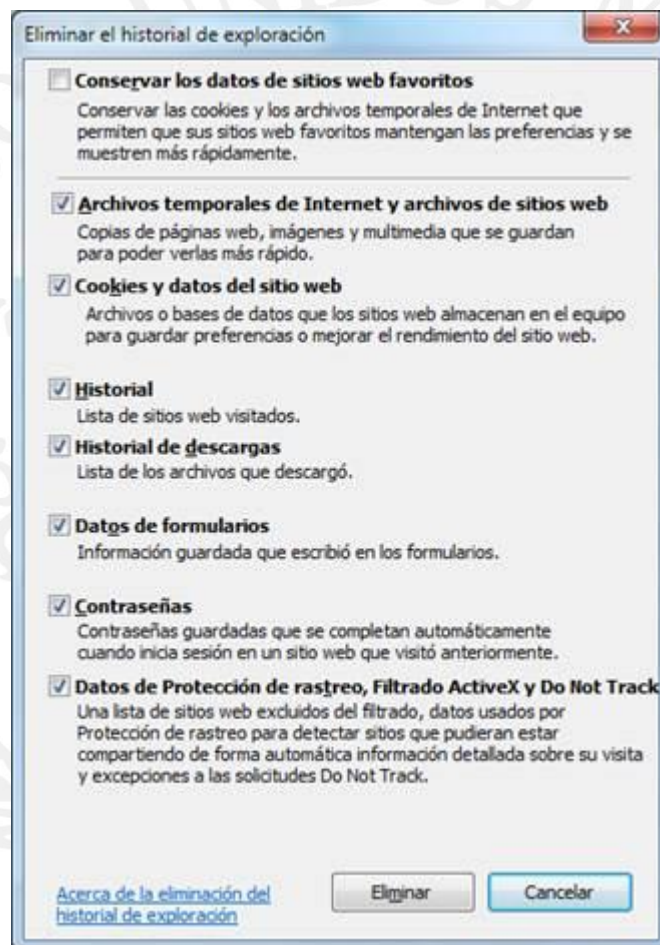 Eliminar el historial de exploración
Conservar los datos de sitios web favoritos
Conservar las cookies y los archivos temporales de Internet que
permiten que sus sitios web favoritos mantengan las preferencias y se
muestren más rápidamente.
Archivos temporales de Internet y archivos de sitios web
Copias de páginas web, imágenes y multimedia que se guardan
para poder verlas más rápido.
Cookies y datos del sitio web
Archivos o bases de datos que los sitios web almacenan en el equipo
para guardar preferencias o mejorar el rendimiento del sitio web.
Historial
Lista de sitios web visitados.
Historial de descargas
Lista de los archivos que descargó.
Datos de formularios
Información guardada que escribió en los formularios.
Contraseñas
Contraseñas guardadas que se completan automáticamente
cuando inicia sesión en un sitio web que visitó anteriormente.
Datos de Protección de rastreo, Filtrado ActiveX y Do Not Track
Una lista de sitios web excluidos del filtrado, datos usados por
Protección de rastreo para detectar sitios que pudieran estar
compartiendo de forma automática información detallada sobre su visita
y excepciones a las solicitudes Do Not Track.
Acerca de la eliminación del
historial de exploración
Eliminar
Cancelar